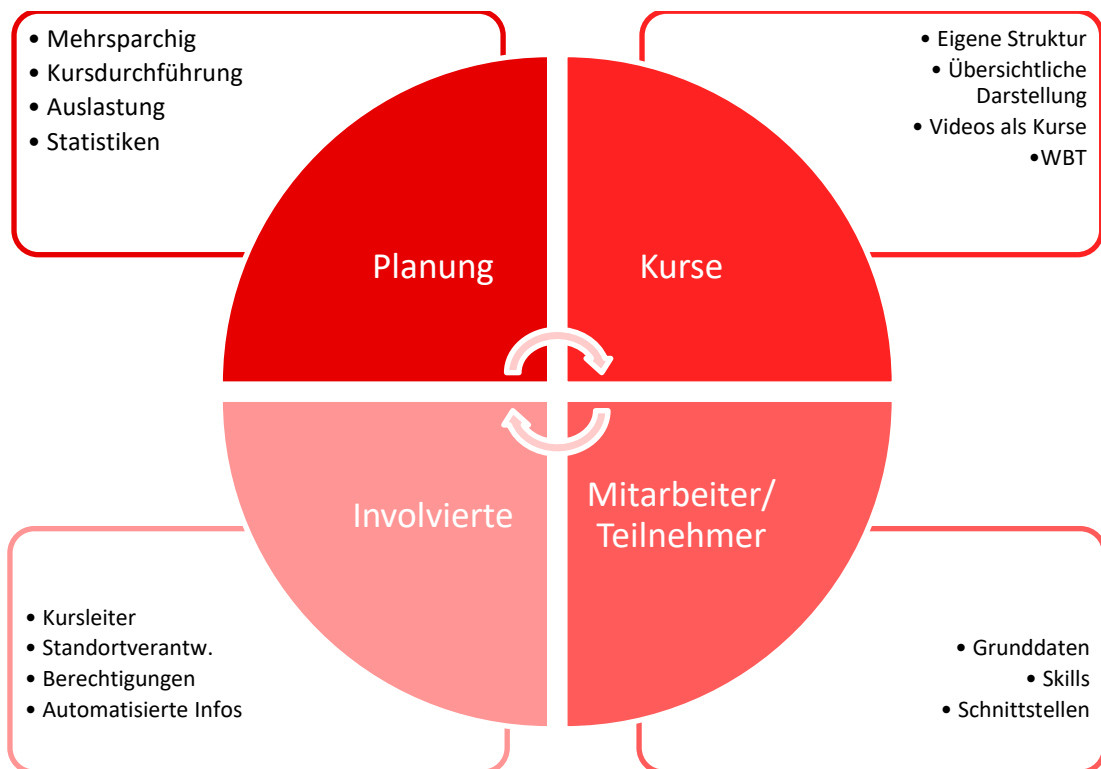 • Mehrsparchig
• Kursdurchführung
• Auslastung
• Statistiken
• Eigene Struktur
• Übersichtliche
Darstellung
• Videos als Kurse
•WBT
Planung
Kurse
Involvierte
Mitarbeiter/
Teilnehmer
• Kursleiter
• Standortverantw.
• Berechtigungen
• Automatisierte Infos
• Grunddaten
• Skills
• Schnittstellen